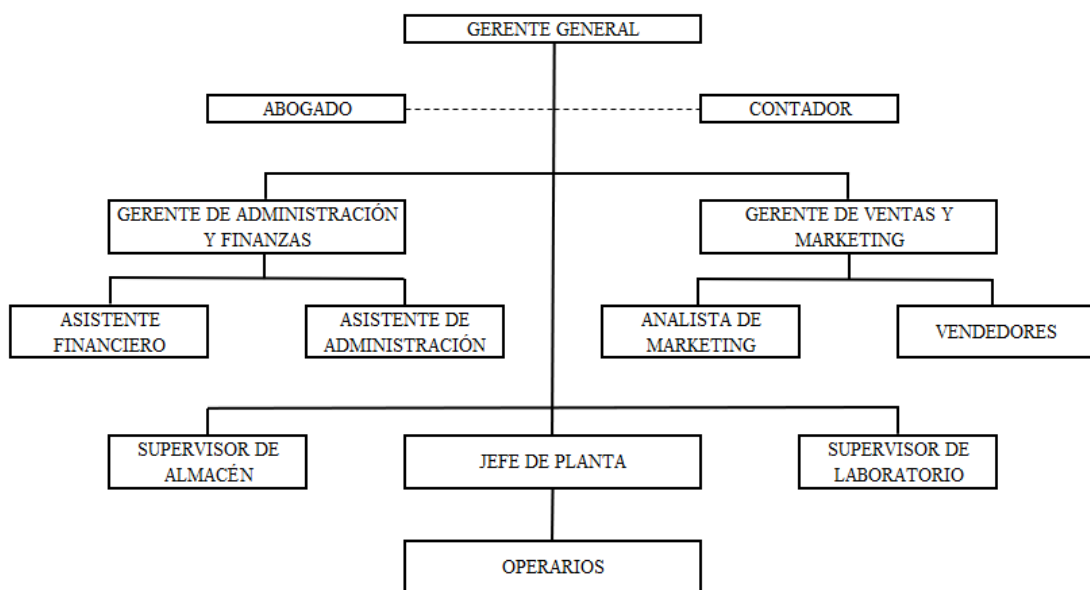 GERENTE GENERAL
ABOGADO
CONTADOR
GERENTE DE ADMINISTRACIÓN
Y FINANZAS
GERENTE DE VENTAS Y
MARKETING
ASISTENTE
FINANCIERO
ASISTENTE DE
ADMINISTRACIÓN
ANALISTA DE
MARKETING
VENDEDORES
SUPERVISOR DE
ALMACÉN
JEFE DE PLANTA
SUPERVISOR DE
LABORATORIO
OPERARIOS